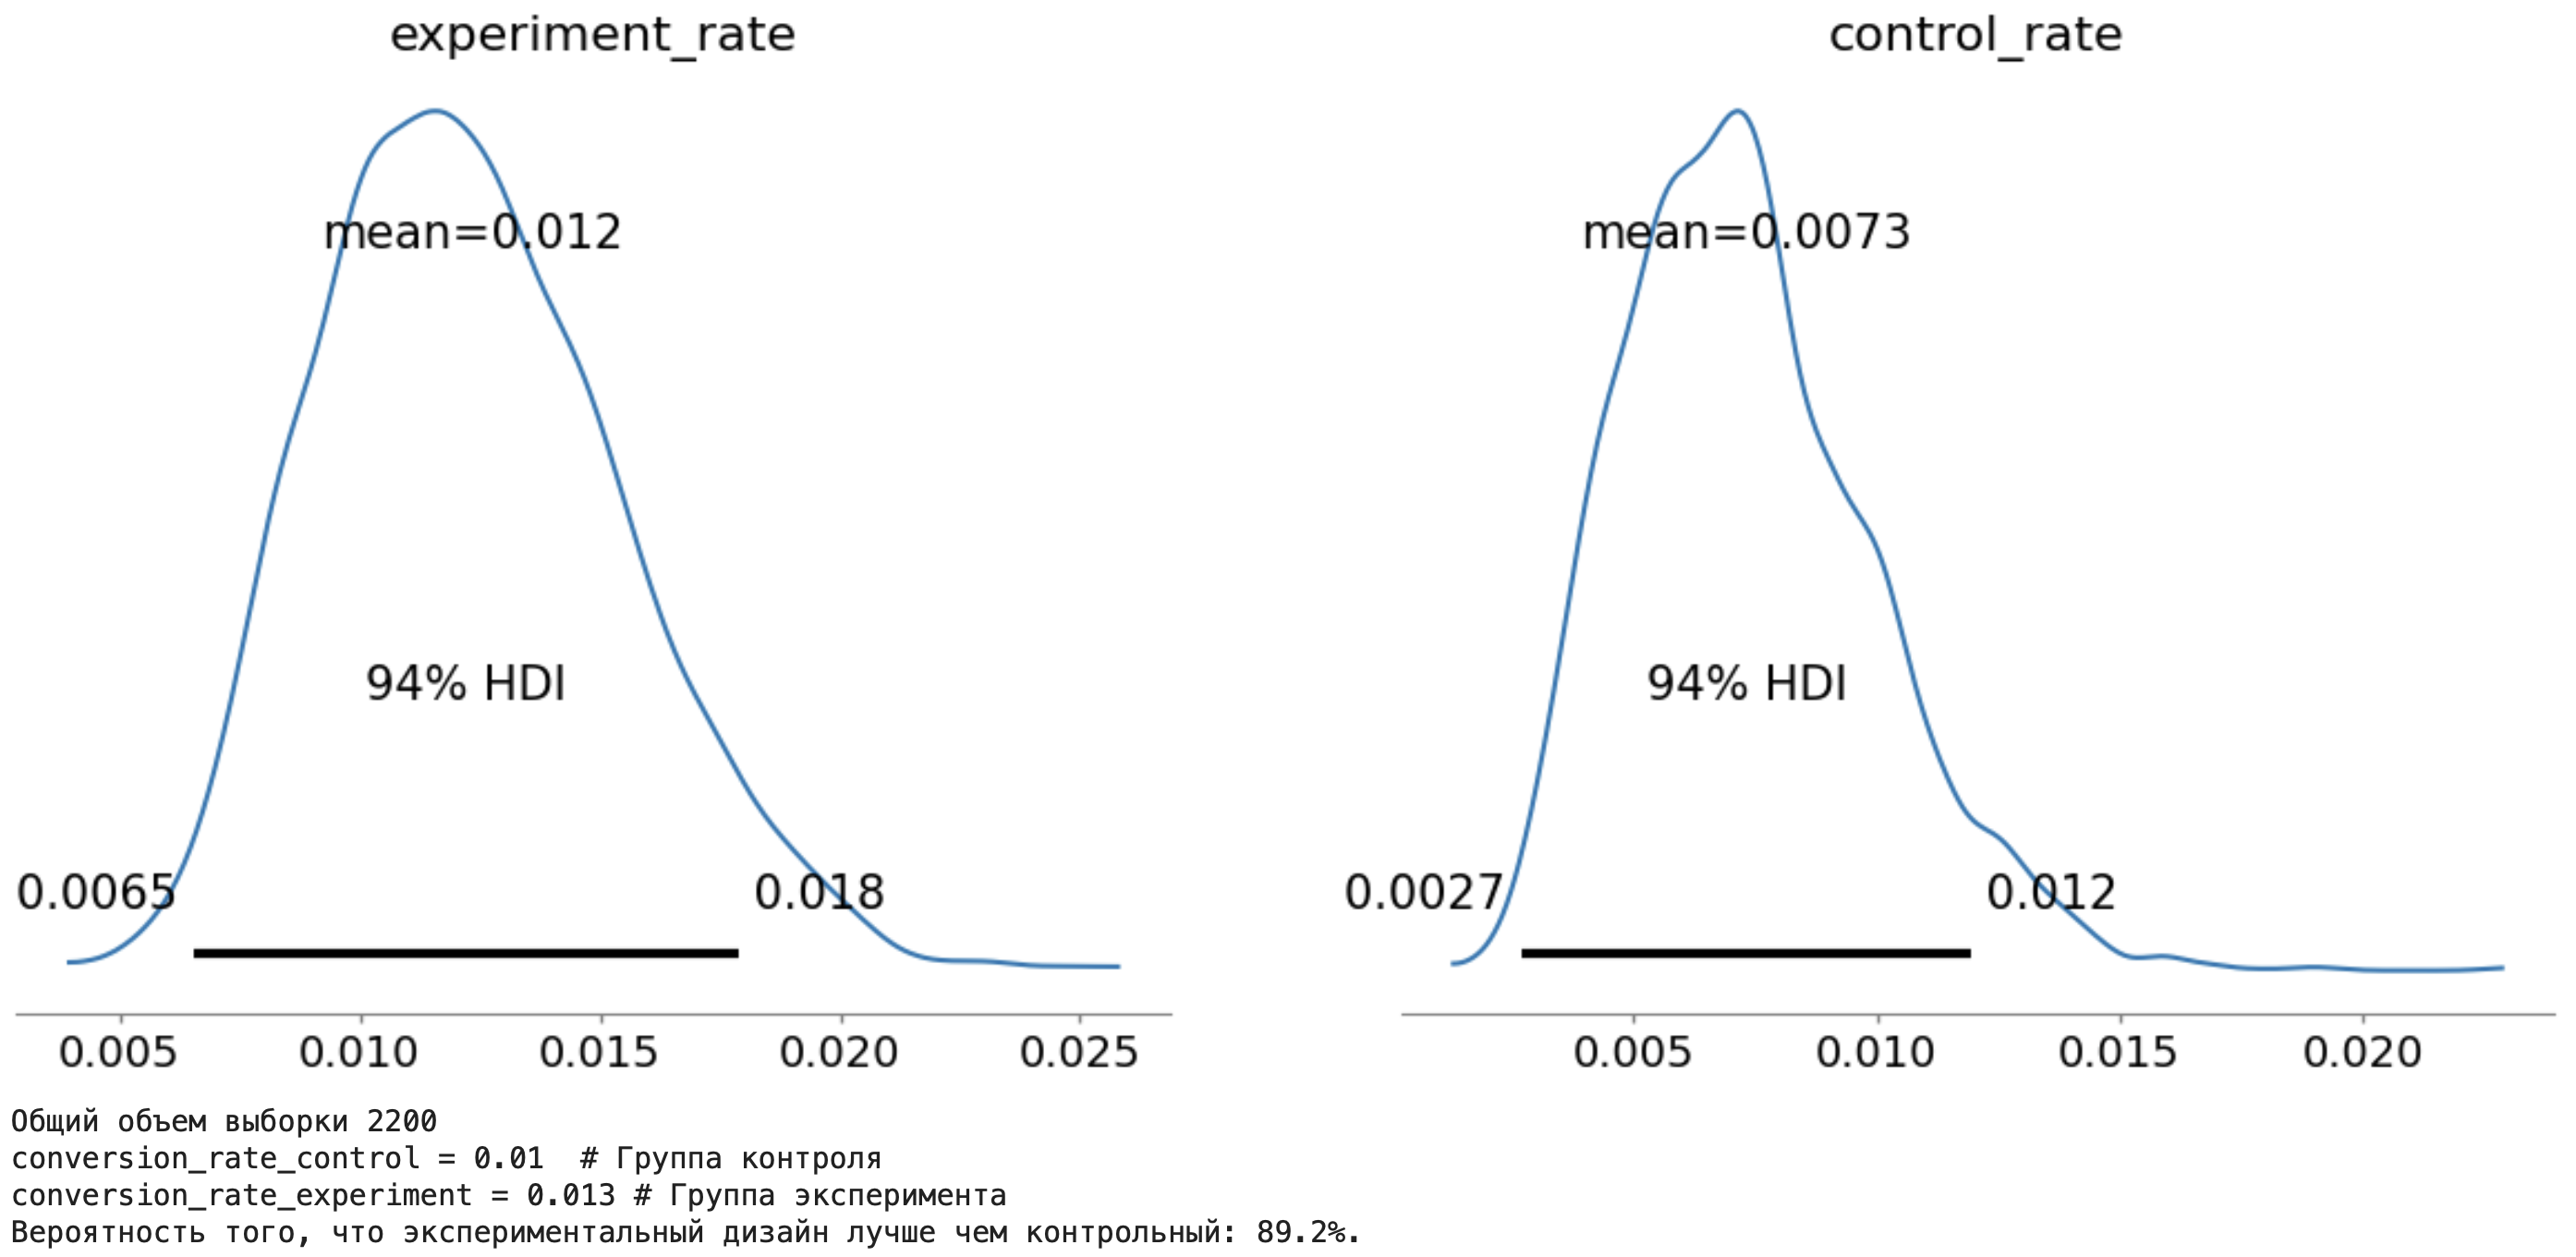 experiment_rate
mean=0.012
94% HDI
0.0065
0.018
0.005 0.010 0.015 0.020 0.025
control_rate
mean=0.0073
94% HDI
0.0027
0.012
0.005 0.010 0.015 0.020
Общий объем выборки 2200
conversion_rate_control = 0.01  # Группа контроля
conversion_rate_experiment = 0.013 # Группа эксперимента
Вероятность того, что экспериментальный дизайн лучше чем контрольный: 89.2%.